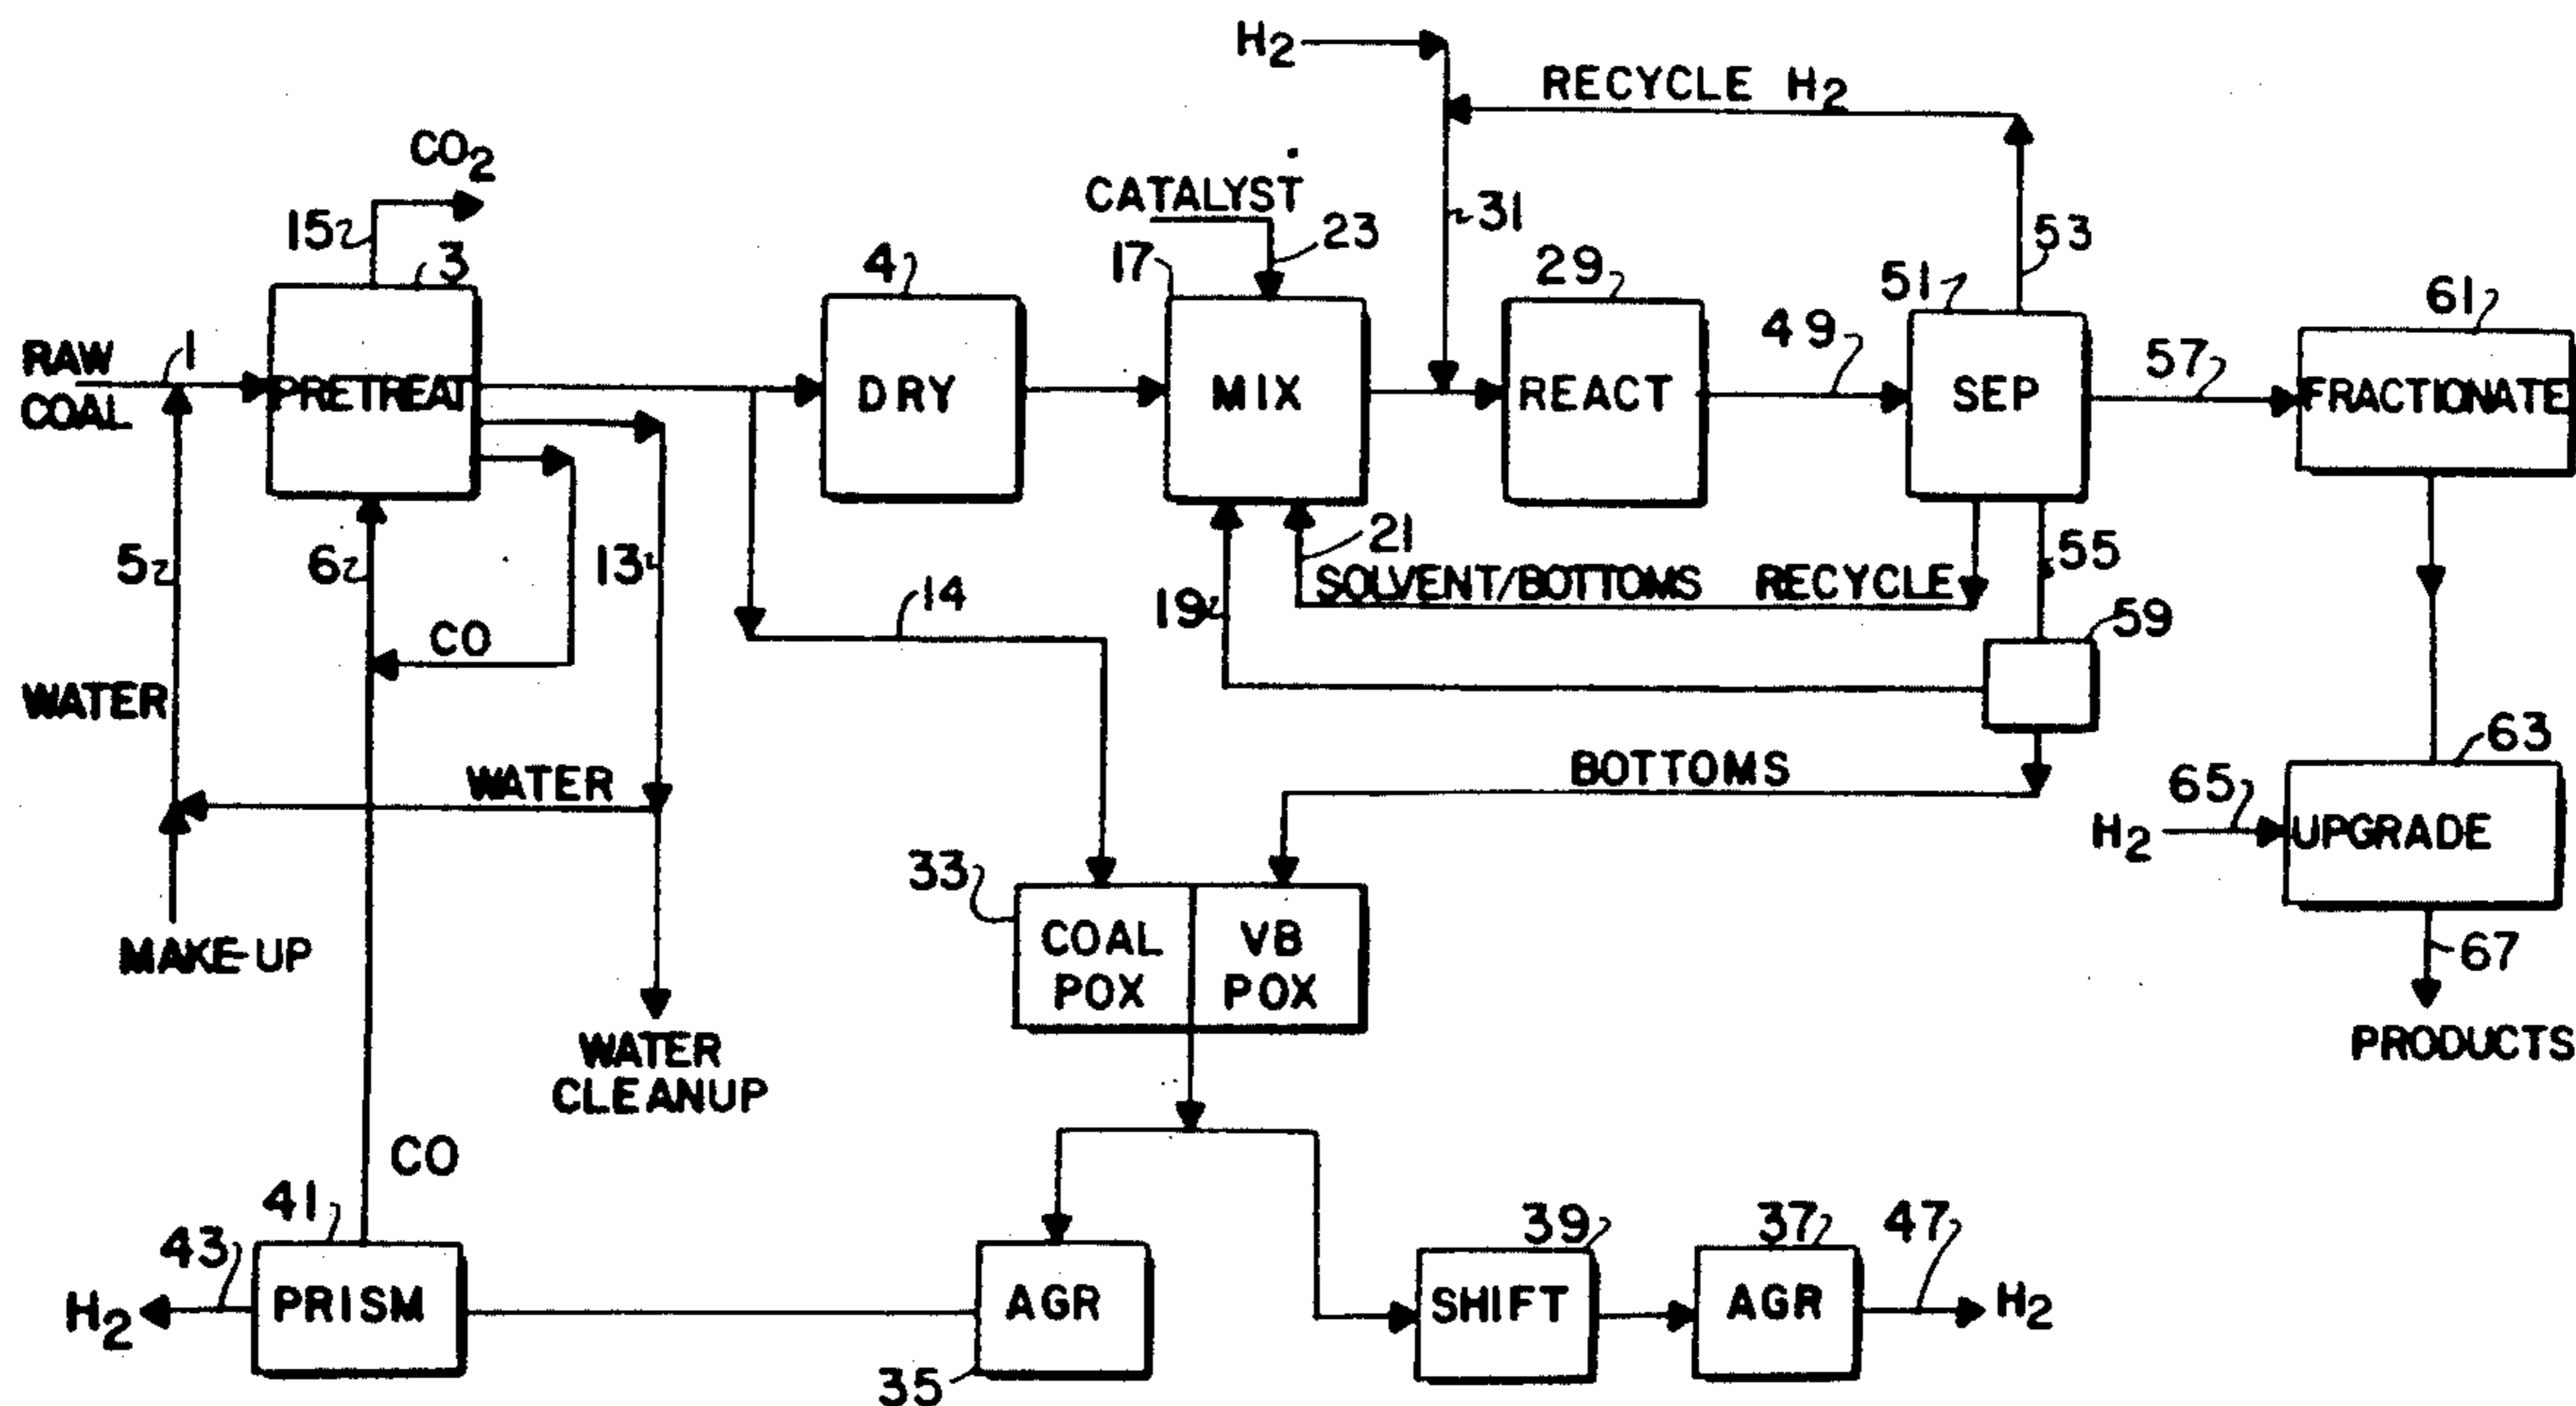 H2
RECYCLE H2
CO2
CATALYST
15
3
4
17
23
31
29
51
53
61
RAW
COAL
1
PRETREAT
DRY
MIX
REACT
49
SEP
57
FRACTIONATE
5
6
13
14
19
21
SOLVENT/BOTTOMS RECYCLE
55
59
CO
WATER
WATER
BOTTOMS
63
65
H2
UPGRADE
33
COAL
POX
VB
POX
MAKE-UP
67
PRODUCTS
WATER
CLEANUP
CO
41
43
H2
PRISM
AGR
35
39
SHIFT
37
AGR
47
H2